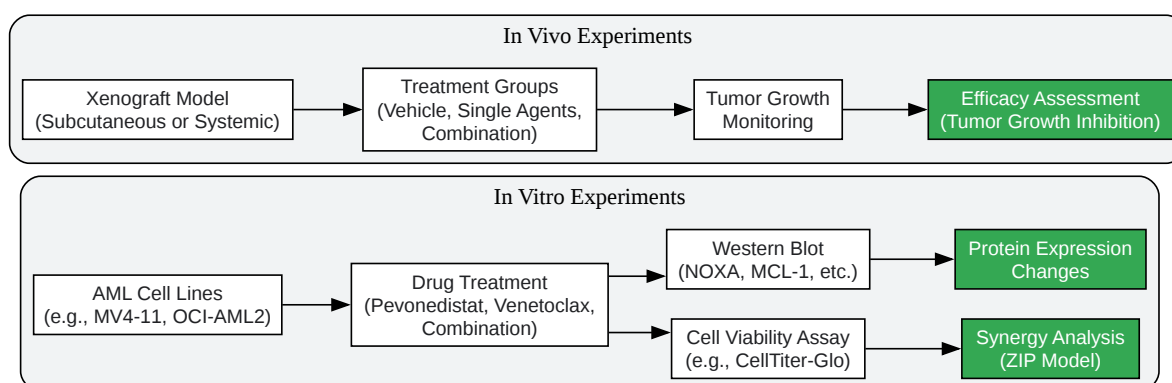 In Vivo Experiments
Xenograft Model
(Subcutaneous or Systemic)
Treatment Groups
(Vehicle, Single Agents,
Combination)
Tumor Growth
Monitoring
Efficacy Assessment
(Tumor Growth Inhibition)
In Vitro Experiments
AML Cell Lines
(e.g., MV4-11, OCI-AML2)
Drug Treatment
(Pevonedistat, Venetoclax,
Combination)
Western Blot
(NOXA, MCL-1, etc.)
Protein Expression
Changes
Cell Viability Assay
(e.g., CellTiter-Glo)
Synergy Analysis
(ZIP Model)